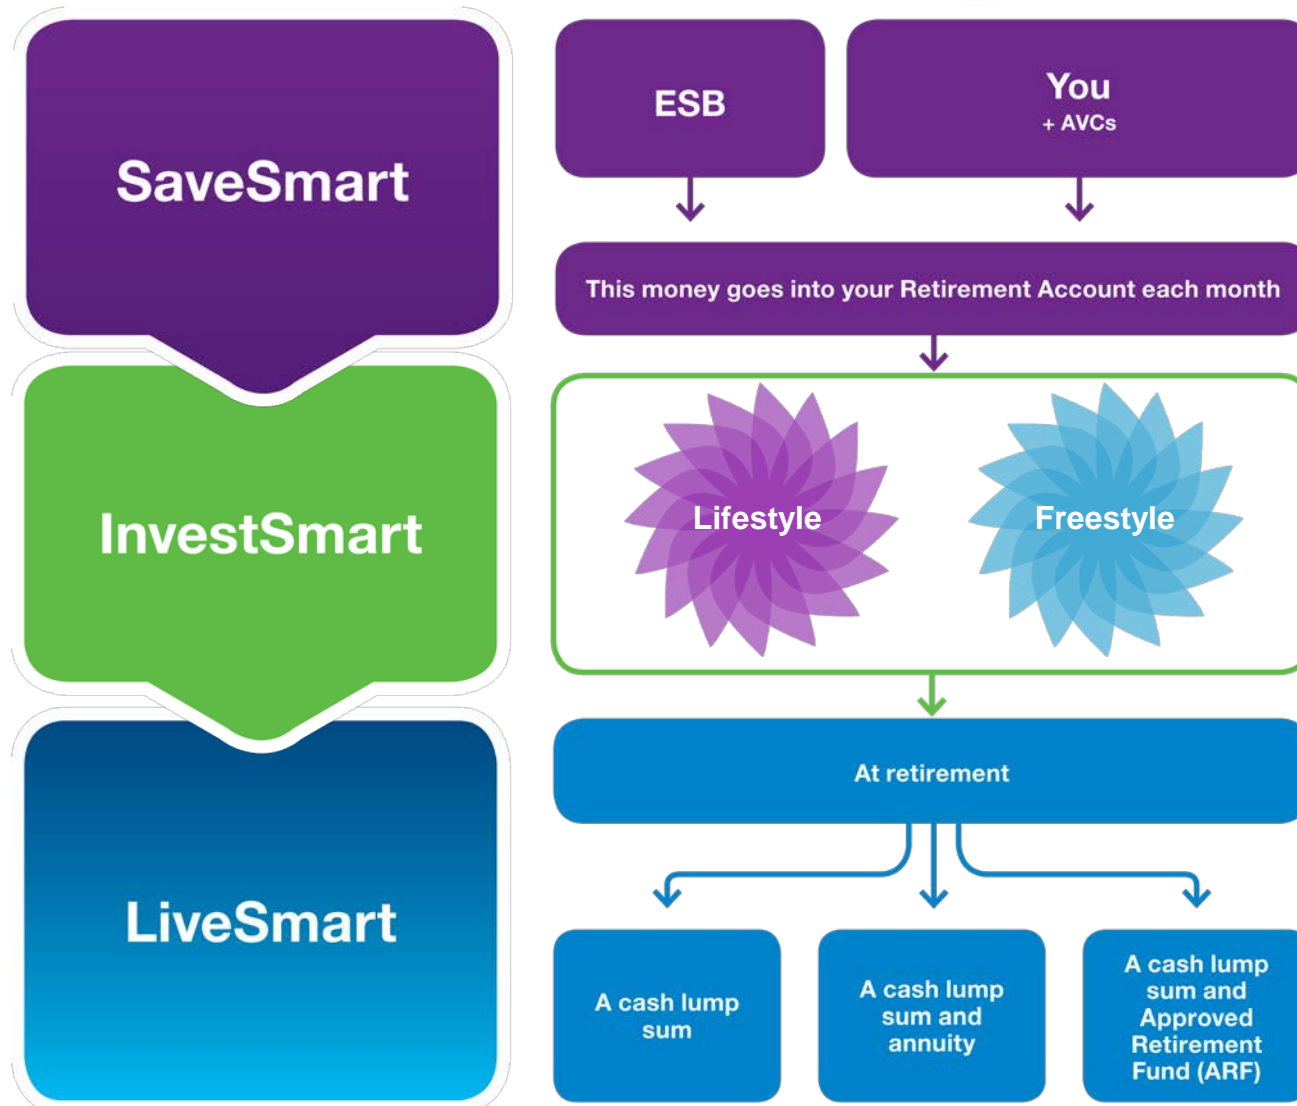 SaveSmart
ESB
You
+ AVCs
This money goes into your Retirement Account each month
InvestSmart
Lifestyle
Freestyle
LiveSmart
At retirement
A cash lump
sum
A cash lump
sum and
annuity
A cash lump
sum and
Approved
Retirement
Fund (ARF)